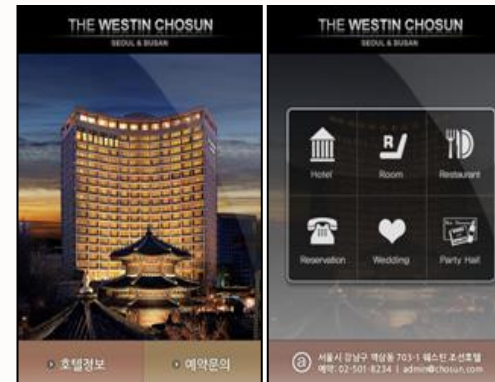 THE WESTIN CHOSUN
SEOUL & BUSAN
호텔정보
예약문의
THE WESTIN CHOSUN
SEOUL & BUSAN
R
Hotel
Room
Restaurant
Reservation
Wedding
Party Hall
a
서울시 강남구 역삼동 703-1 웨스틴 조선호텔
예약: 02-501-8234 | admin@chosun.com